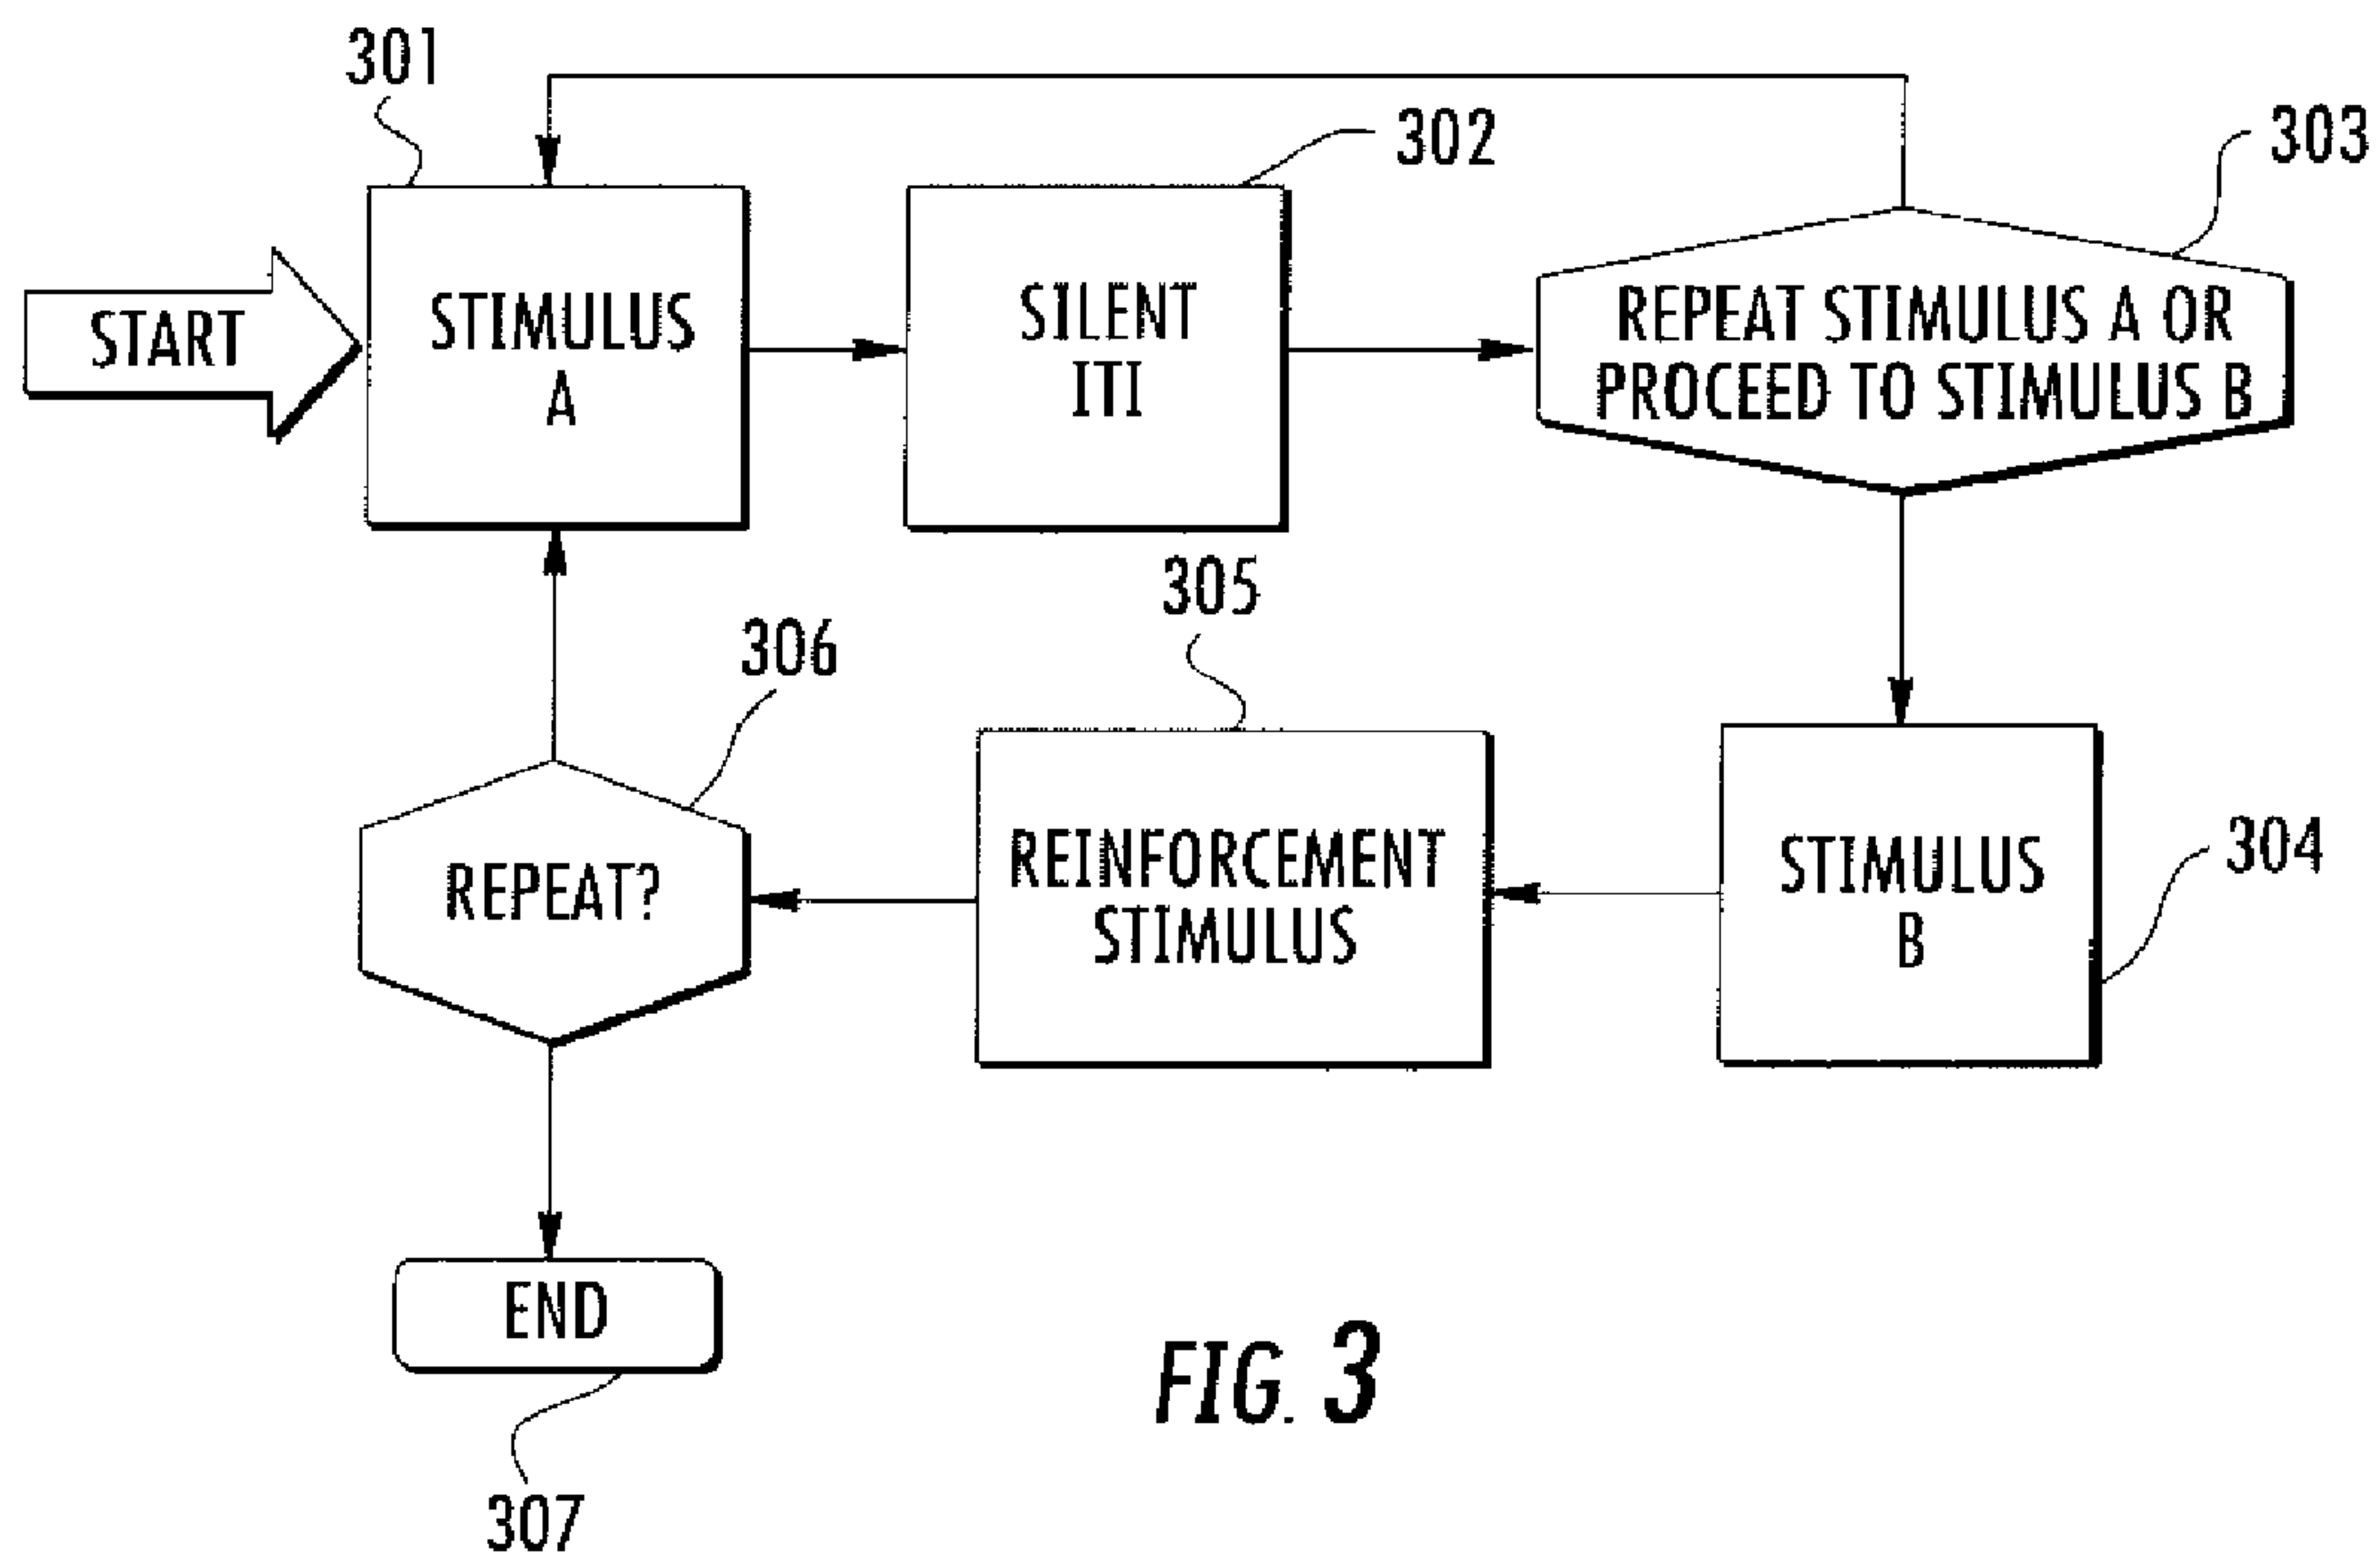 301
302
303
START
STIMULUS
A
SILENT
ITI
REPEAT STIMULUS A OR
PROCEED TO STIMULUS B
305
306
304
REPEAT?
REINFORCEMENT
STIMULUS
STIMULUS
B
END
307
FIG. 3